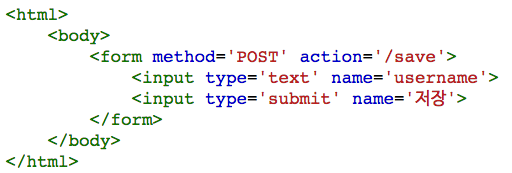 <html>
<body>
<form method='POST' action='/save'>
<input type='text' name='username'>
<input type='submit' name='저장'>
</form>
</body>
</html>